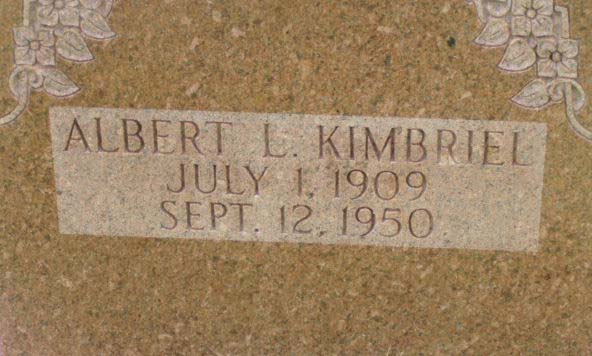 ALBERT L. KIMBRIEL
JULY 1, 1909
SEPT. 12, 1950